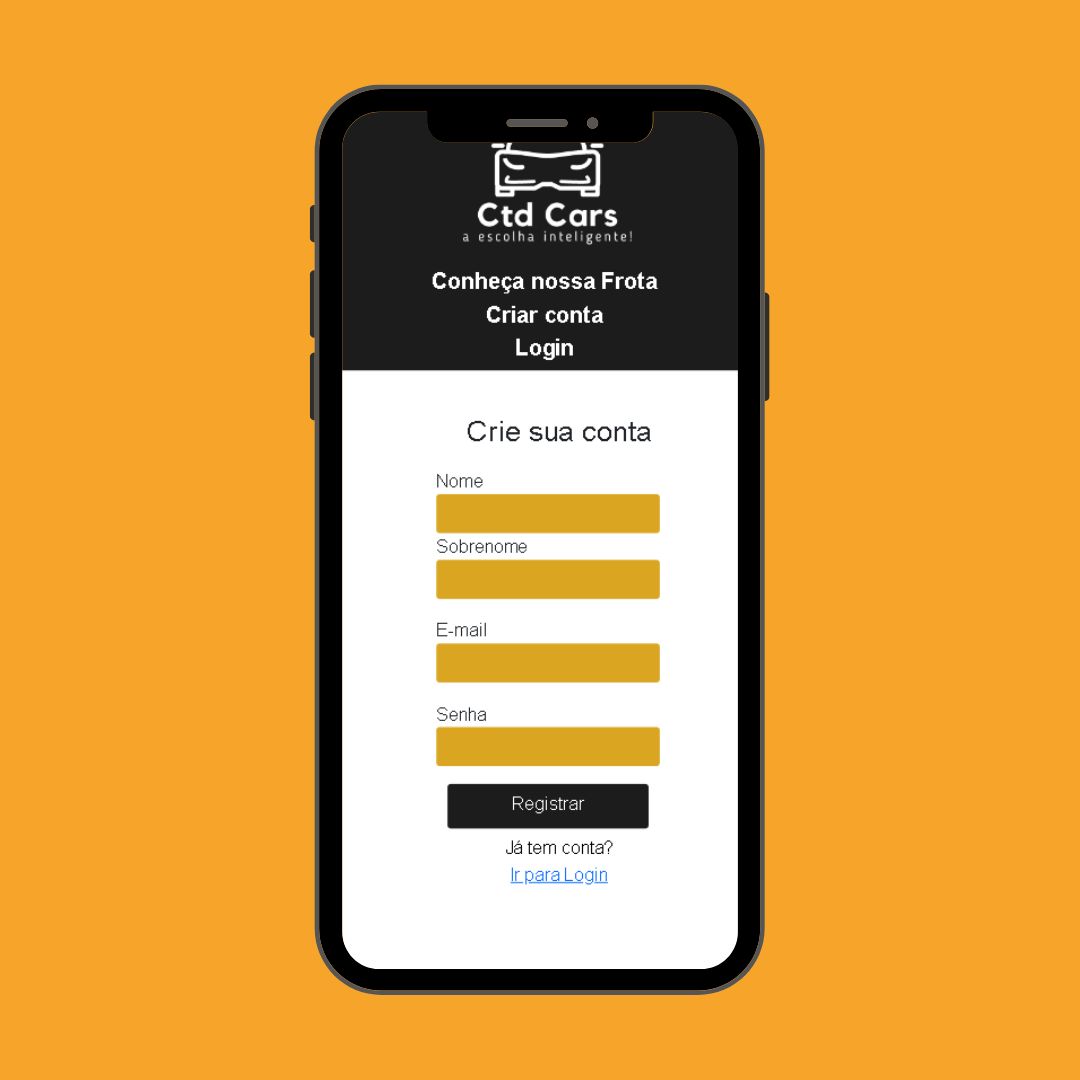 Ctd Cars
a escolha inteligente!
Conheça nossa Frota
Criar conta
Login
Crie sua conta
Nome
Sobrenome
E-mail
Senha
Registrar
Já tem conta?
Ir para Login